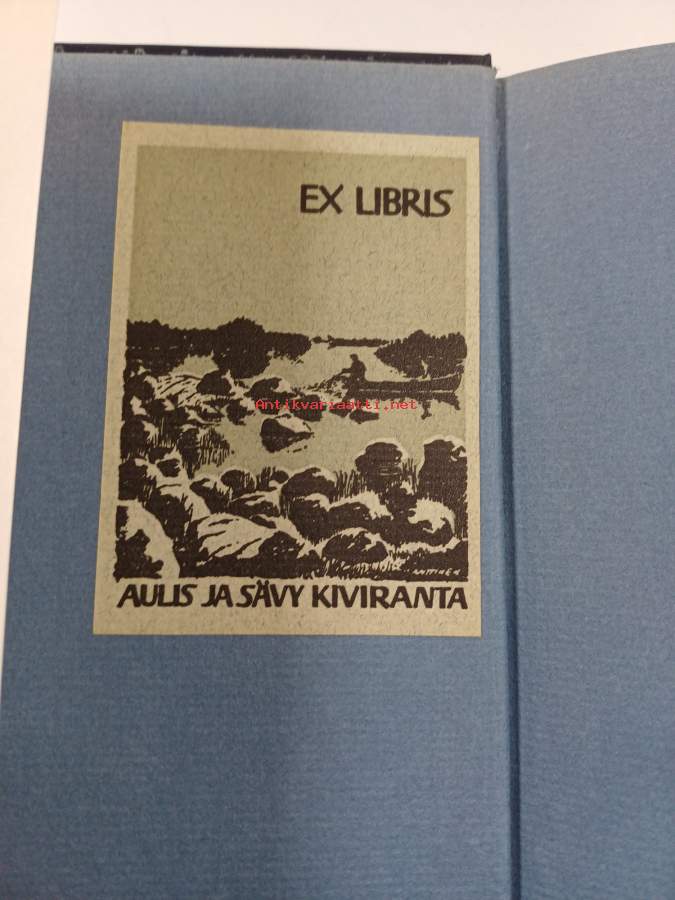 EX LIBRIS
Antikvariaatti.net
AULIS JA SÄVY KIVIRANTA